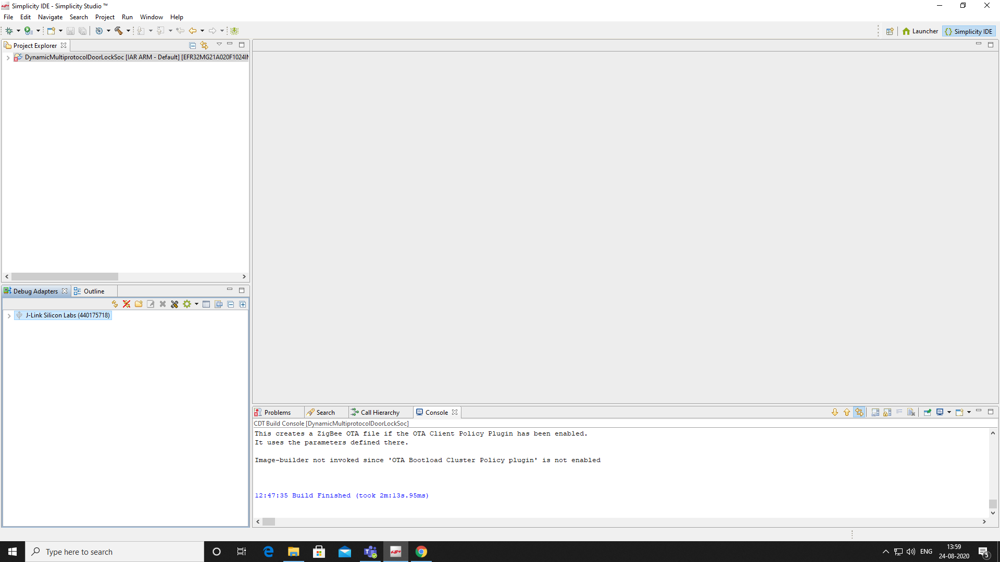 Simplicity IDE - Simplicity Studio ™
File Edit Navigate Search Project Run Window Help
Launcher Simplicity IDE
Project Explorer
DynamicMultiprotocolDoorLockSoc [IAR ARM - Default] [EFR32MG21A020F1024IM
Debug Adapters Outline
J-Link Silicon Labs (440175718)
Problems Search Call Hierarchy Console
CDT Build Console [DynamicMultiprotocolDoorLockSoc]
This creates a ZigBee OTA file if the OTA Client Policy Plugin has been enabled.
It uses the parameters defined there.
Image-builder not invoked since 'OTA Bootload Cluster Policy plugin' is not enabled
12:47:35 Build Finished (took 2m:13s.95ms)
Type here to search
ENG
13:59
24-08-2020
5